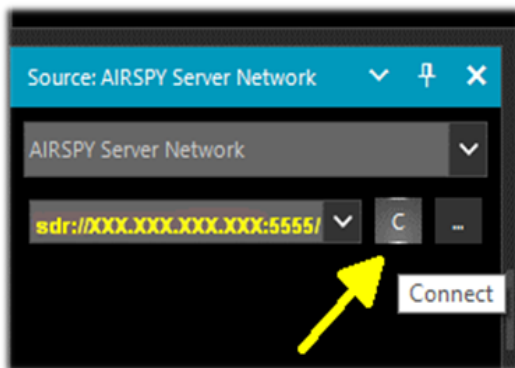 Source: AIRSPY Server Network
AIRSPY Server Network
sdr://XXX.XXX.XXX.XXX:5555/ C ...
Connect